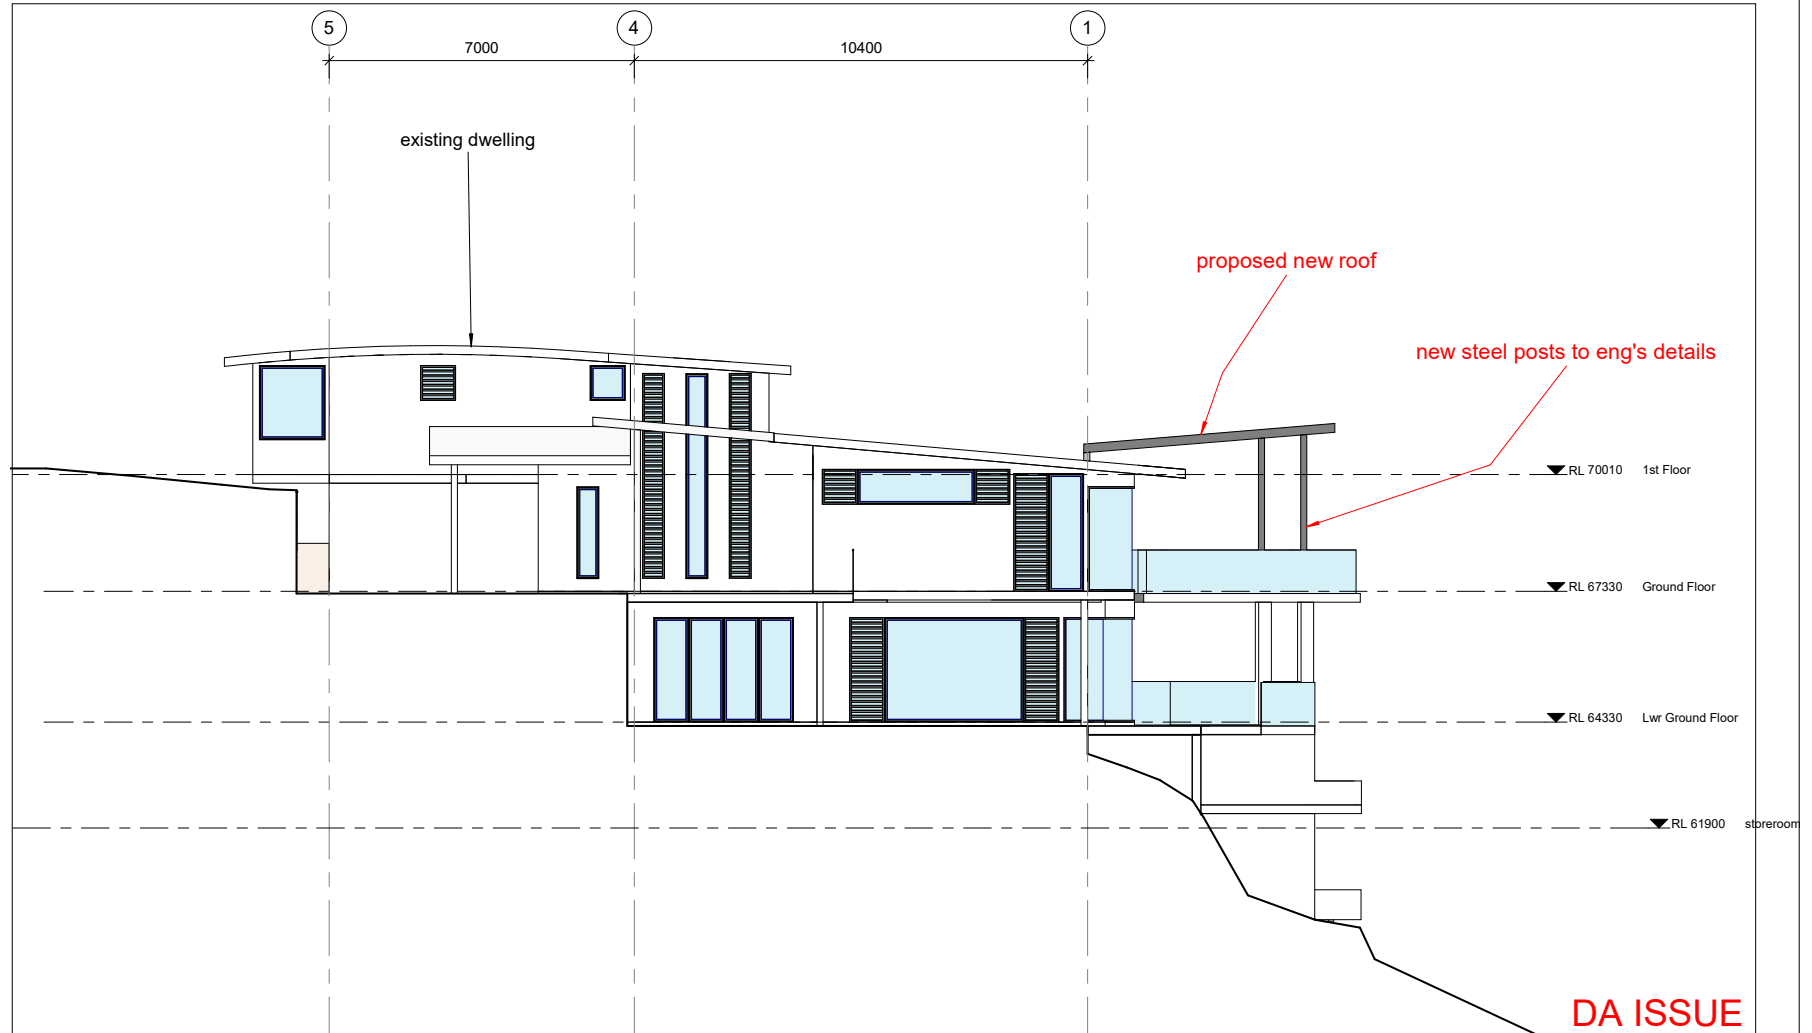 5
4
1
7000
10400
existing dwelling
proposed new roof
new steel posts to eng's details
RL 70010 1st Floor
RL 67330 Ground Floor
RL 64330 Lwr Ground Floor
RL 61900 storeroom
DA ISSUE